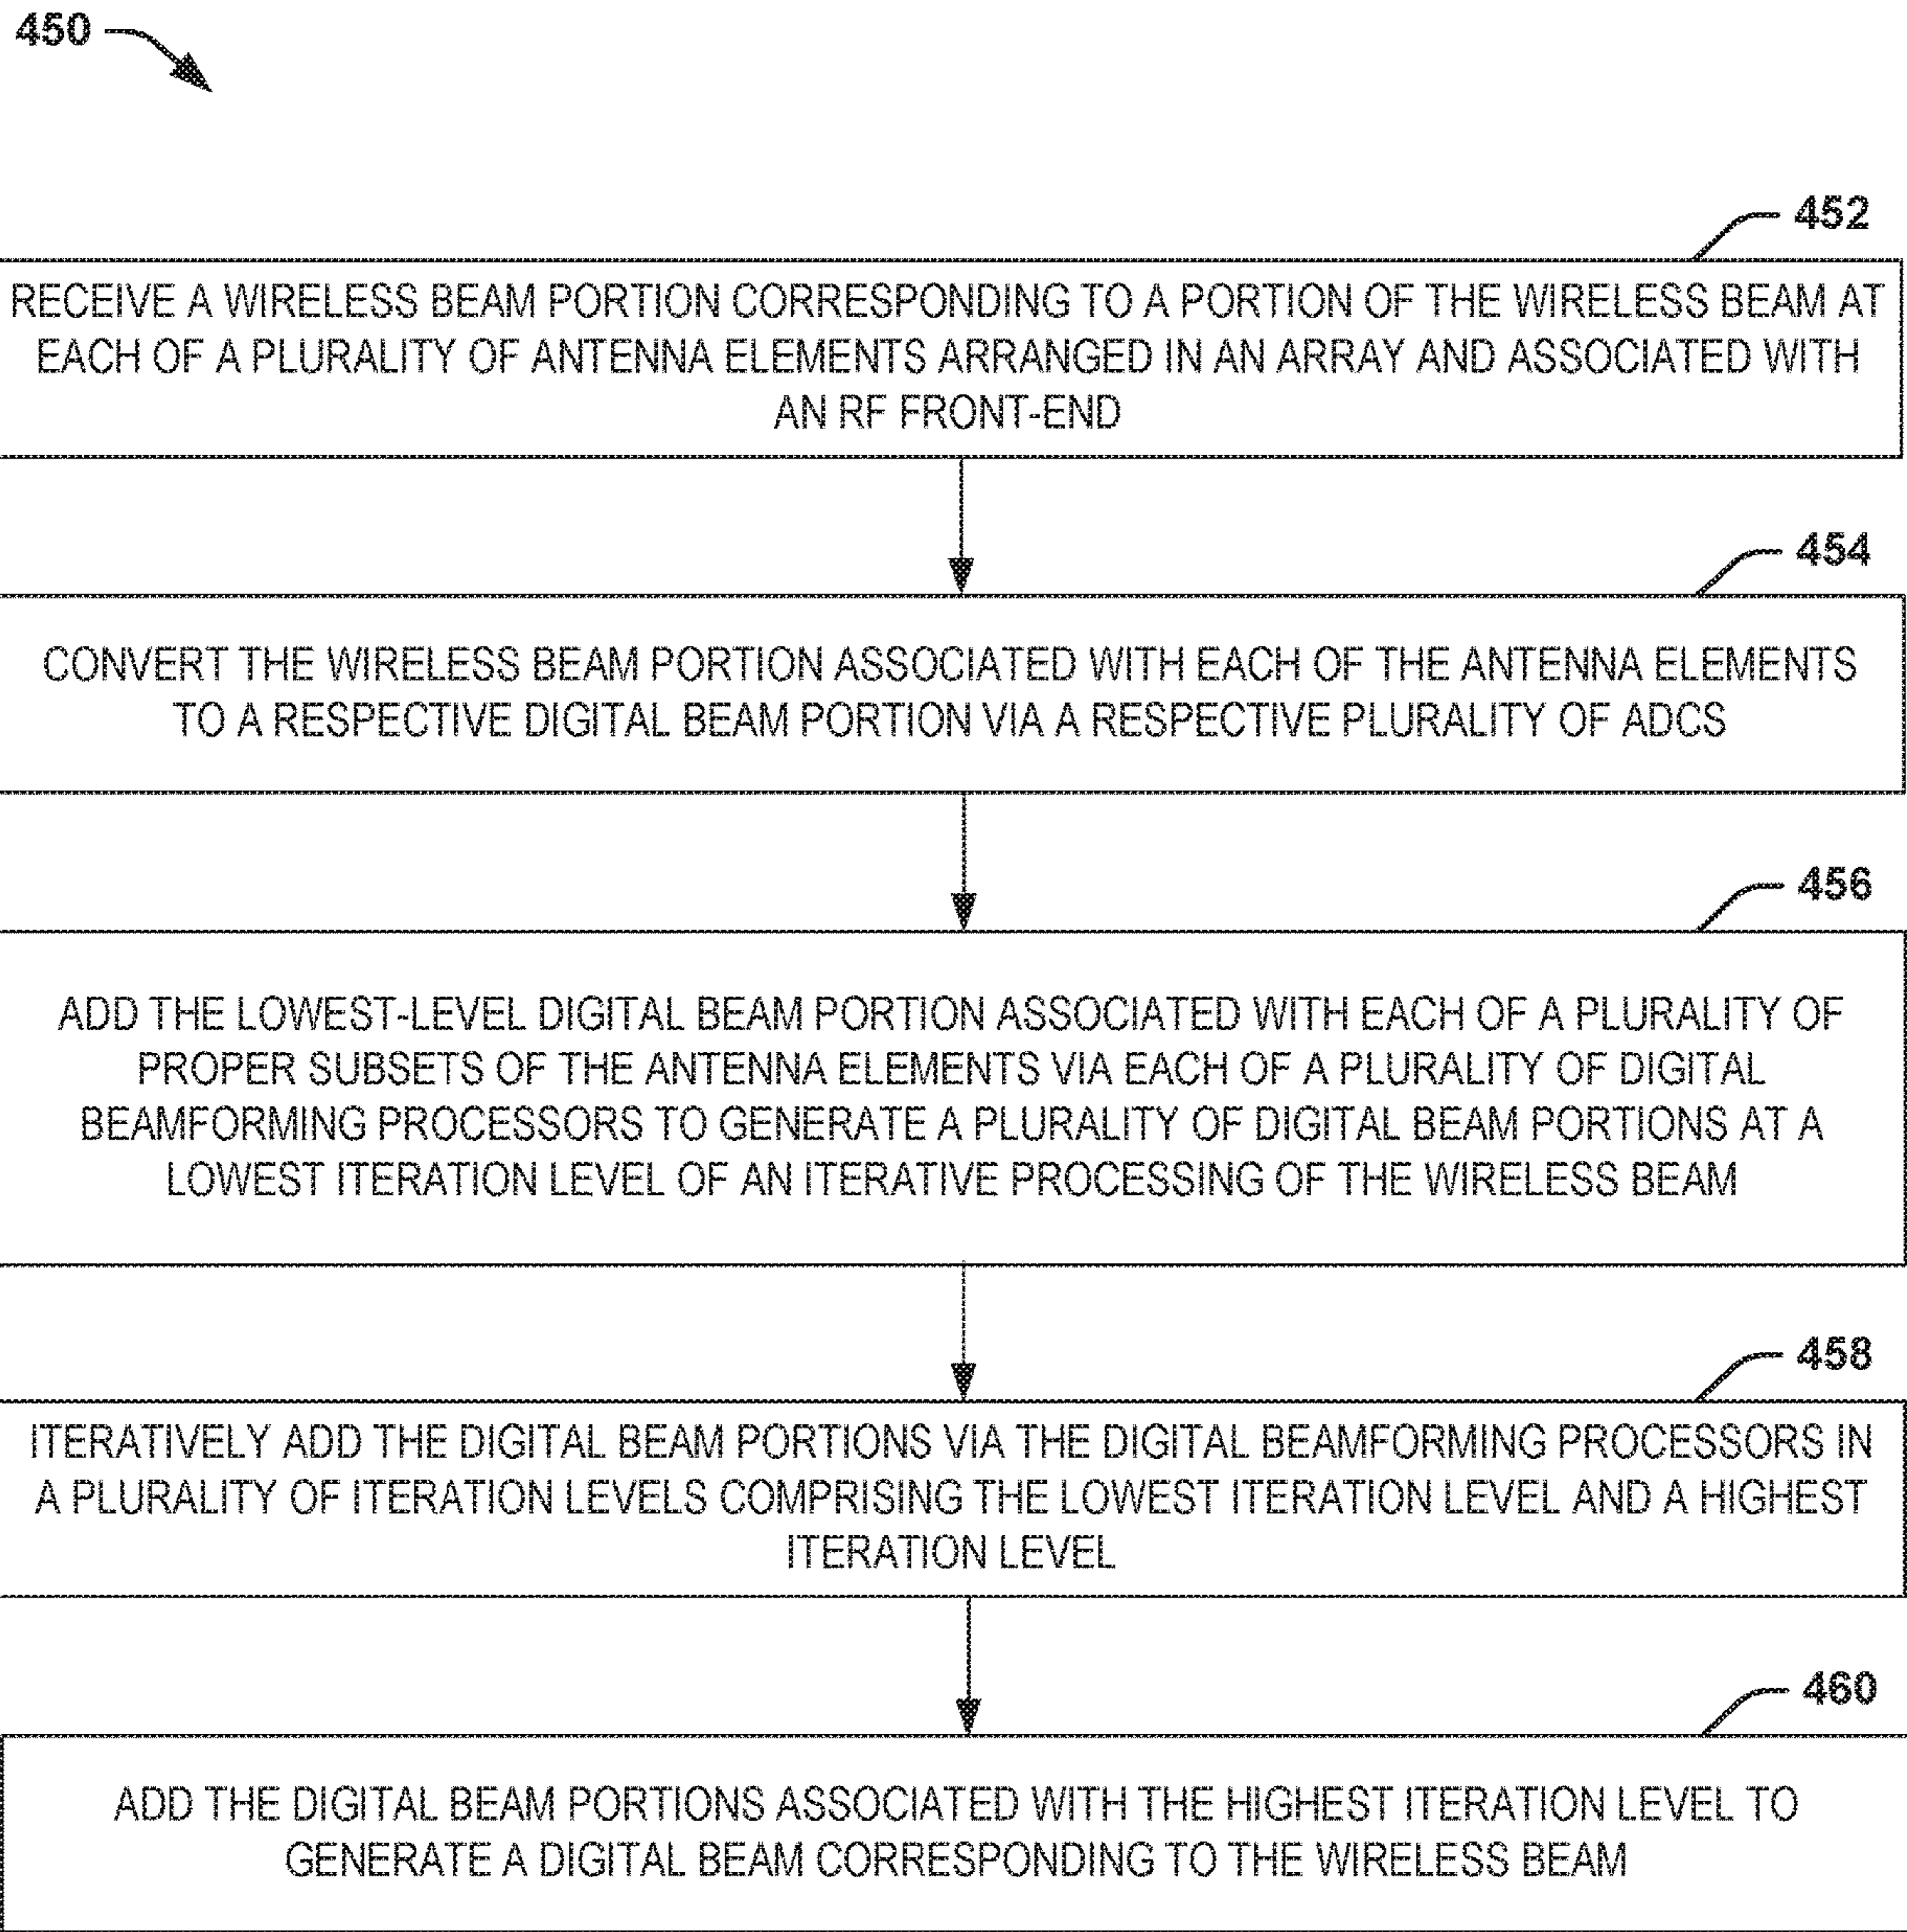 450
452
RECEIVE A WIRELESS BEAM PORTION CORRESPONDING TO A PORTION OF THE WIRELESS BEAM AT
EACH OF A PLURALITY OF ANTENNA ELEMENTS ARRANGED IN AN ARRAY AND ASSOCIATED WITH
AN RF FRONT-END
454
CONVERT THE WIRELESS BEAM PORTION ASSOCIATED WITH EACH OF THE ANTENNA ELEMENTS
TO A RESPECTIVE DIGITAL BEAM PORTION VIA A RESPECTIVE PLURALITY OF ADCS
456
ADD THE LOWEST-LEVEL DIGITAL BEAM PORTION ASSOCIATED WITH EACH OF A PLURALITY OF
PROPER SUBSETS OF THE ANTENNA ELEMENTS VIA EACH OF A PLURALITY OF DIGITAL
BEAMFORMING PROCESSORS TO GENERATE A PLURALITY OF DIGITAL BEAM PORTIONS AT A
LOWEST ITERATION LEVEL OF AN ITERATIVE PROCESSING OF THE WIRELESS BEAM
458
ITERATIVELY ADD THE DIGITAL BEAM PORTIONS VIA THE DIGITAL BEAMFORMING PROCESSORS IN
A PLURALITY OF ITERATION LEVELS COMPRISING THE LOWEST ITERATION LEVEL AND A HIGHEST
ITERATION LEVEL
460
ADD THE DIGITAL BEAM PORTIONS ASSOCIATED WITH THE HIGHEST ITERATION LEVEL TO
GENERATE A DIGITAL BEAM CORRESPONDING TO THE WIRELESS BEAM